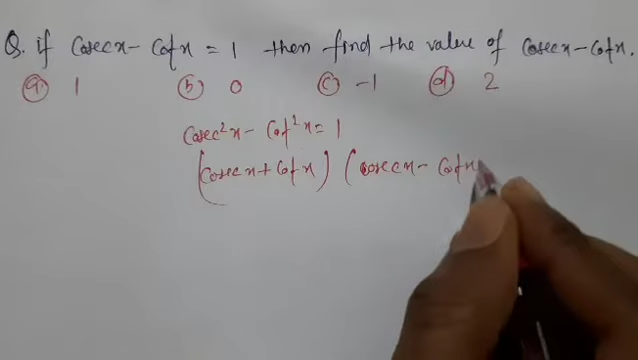 Q. if Cosecx - Cotx = 1 then find the value of Cosecx - Cotx.
(a) 1 (b) 0 (c) -1 (d) 2
Cosec²x - Cot²x = 1
(Cosecx + Cotx) (Cosecx - Cotx